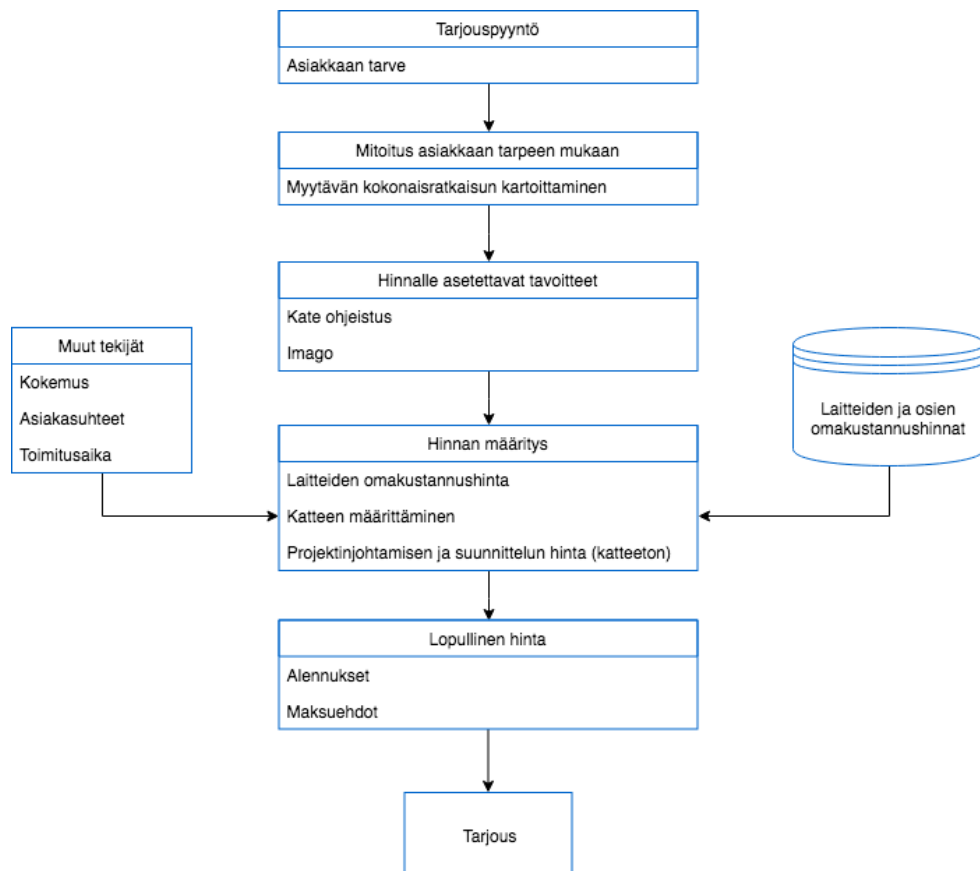 Tarjouspyyntö
Asiakkaan tarve
Mitoitus asiakkaan tarpeen mukaan
Myytävän kokonaisratkaisun kartoittaminen
Hinnalle asetettavat tavoitteet
Kate ohjeistus
Imago
Muut tekijät
Kokemus
Asiakasuhteet
Toimitusaika
Laitteiden ja osien
omakustannushinnat
Hinnan määritys
Laitteiden omakustannushinta
Katteen määrittäminen
Projektinjohtamisen ja suunnittelun hinta (katteeton)
Lopullinen hinta
Alennukset
Maksuehdot
Tarjous